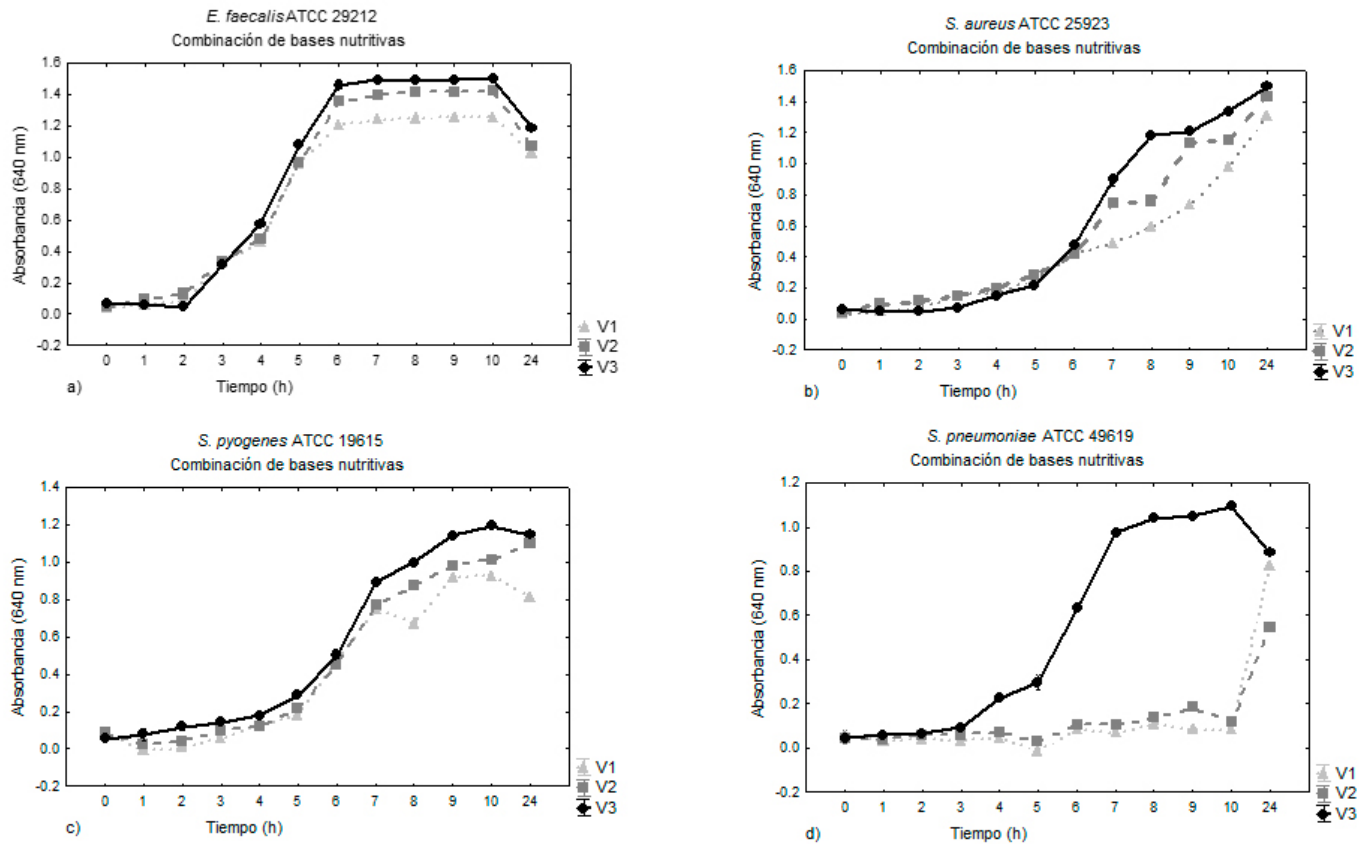 E. faecalis ATCC 29212
Combinación de bases nutritivas
1.6
1.4
1.2
1.0
0.8
0.6
0.4
0.2
0.0
-0.2
Absorbancia (640 nm)
0 1 2 3 4 5 6 7 8 9 10 24
Tiempo (h)
a)
V1
V2
V3
S. aureus ATCC 25923
Combinación de bases nutritivas
1.6
1.4
1.2
1.0
0.8
0.6
0.4
0.2
0.0
-0.2
Absorbancia (640 nm)
0 1 2 3 4 5 6 7 8 9 10 24
Tiempo (h)
b)
V1
V2
V3
S. pyogenes ATCC 19615
Combinación de bases nutritivas
1.4
1.2
1.0
0.8
0.6
0.4
0.2
0.0
-0.2
Absorbancia (640 nm)
0 1 2 3 4 5 6 7 8 9 10 24
Tiempo (h)
c)
V1
V2
V3
S. pneumoniae ATCC 49619
Combinación de bases nutritivas
1.2
1.0
0.8
0.6
0.4
0.2
0.0
-0.2
Absorbancia (640 nm)
0 1 2 3 4 5 6 7 8 9 10 24
Tiempo (h)
d)
V1
V2
V3